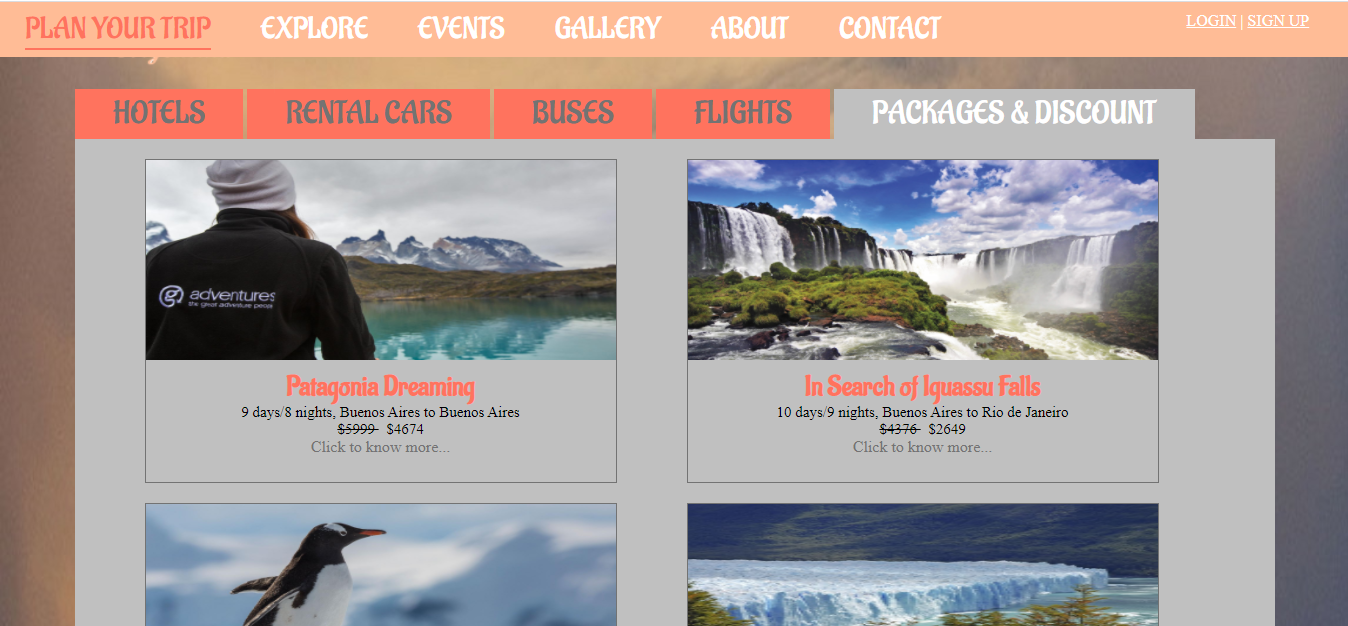 PLAN YOUR TRIP EXPLORE EVENTS GALLERY ABOUT CONTACT LOGIN | SIGN UP
HOTELS RENTAL CARS BUSES FLIGHTS PACKAGES & DISCOUNT
g adventures
the great adventure peop
Patagonia Dreaming
9 days/8 nights, Buenos Aires to Buenos Aires
$5999 $4674
Click to know more...
In Search of Iguassu Falls
10 days/9 nights, Buenos Aires to Rio de Janeiro
$4376 $2649
Click to know more...